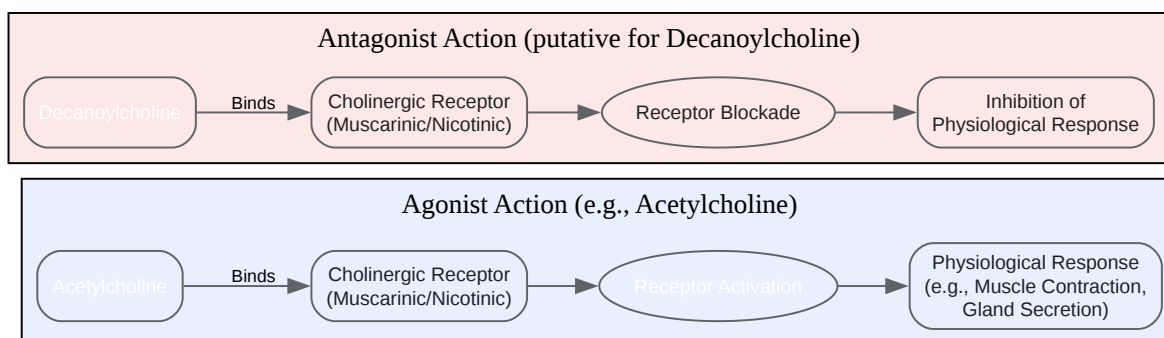 Antagonist Action (putative for Decanoylcholine)
Decanoylcholine
Binds
Cholinergic Receptor
(Muscarinic/Nicotinic)
Receptor Blockade
Inhibition of
Physiological Response
Agonist Action (e.g., Acetylcholine)
Acetylcholine
Binds
Cholinergic Receptor
(Muscarinic/Nicotinic)
Receptor Activation
Physiological Response
(e.g., Muscle Contraction,
Gland Secretion)